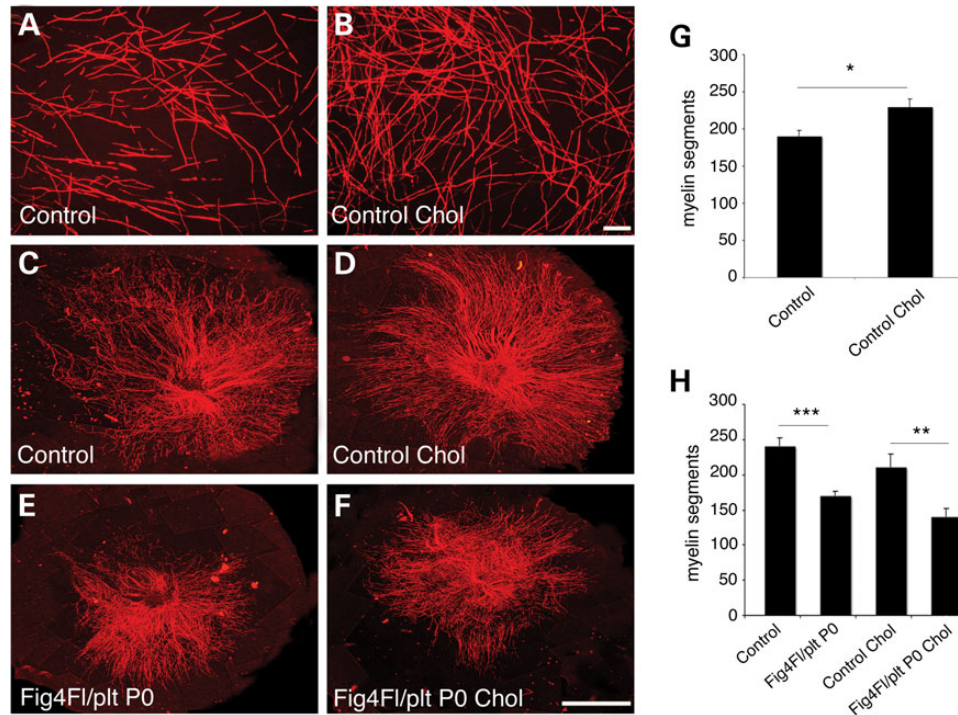 A
B
Control
Control Chol
C
D
Control
Control Chol
E
F
Fig4Fl/plt P0
Fig4Fl/plt P0 Chol
G
300
250
200
150
100
50
0
myelin segments
*
Control
Control Chol
H
300
250
200
150
100
50
0
myelin segments
***
**
Control
Fig4Fl/plt P0
Control Chol
Fig4Fl/plt P0 Chol